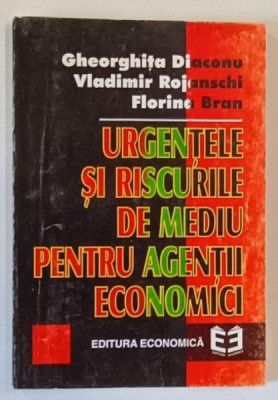 Gheorghița Diaconu
Vladimir Rojanschi
Florina Bran
URGENȚELE
ȘI RISCURILE
DE MEDIU
PENTRU AGENȚII
ECONOMICI
EDITURA ECONOMICĂ